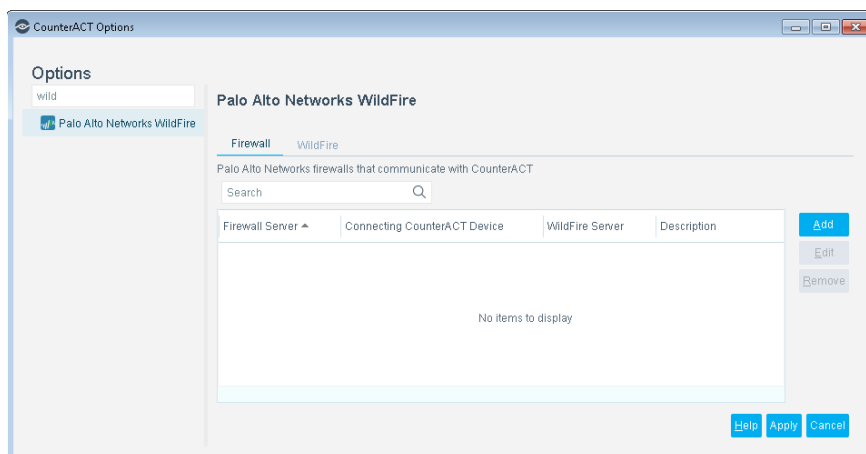 CounterACT Options
Options
wild
Palo Alto Networks WildFire
Palo Alto Networks WildFire
Firewall WildFire
Palo Alto Networks firewalls that communicate with CounterACT
Search
Firewall Server Connecting CounterACT Device WildFire Server Description
Add
Edit
Remove
No items to display
Help Apply Cancel